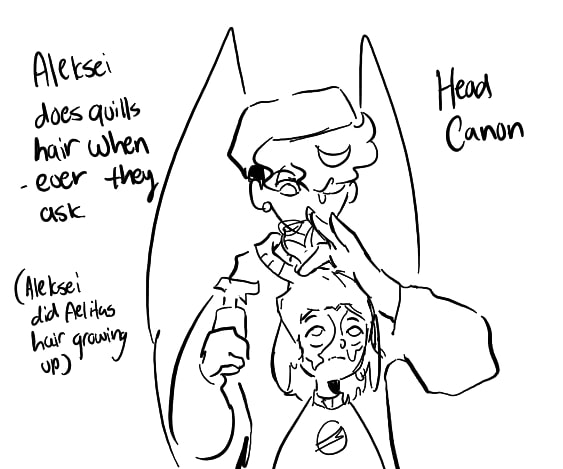 Aleksei
does quills
hair when
-ever they
ask
(Aleksei
did Aelitas
hair growing
up)
Head
Canon